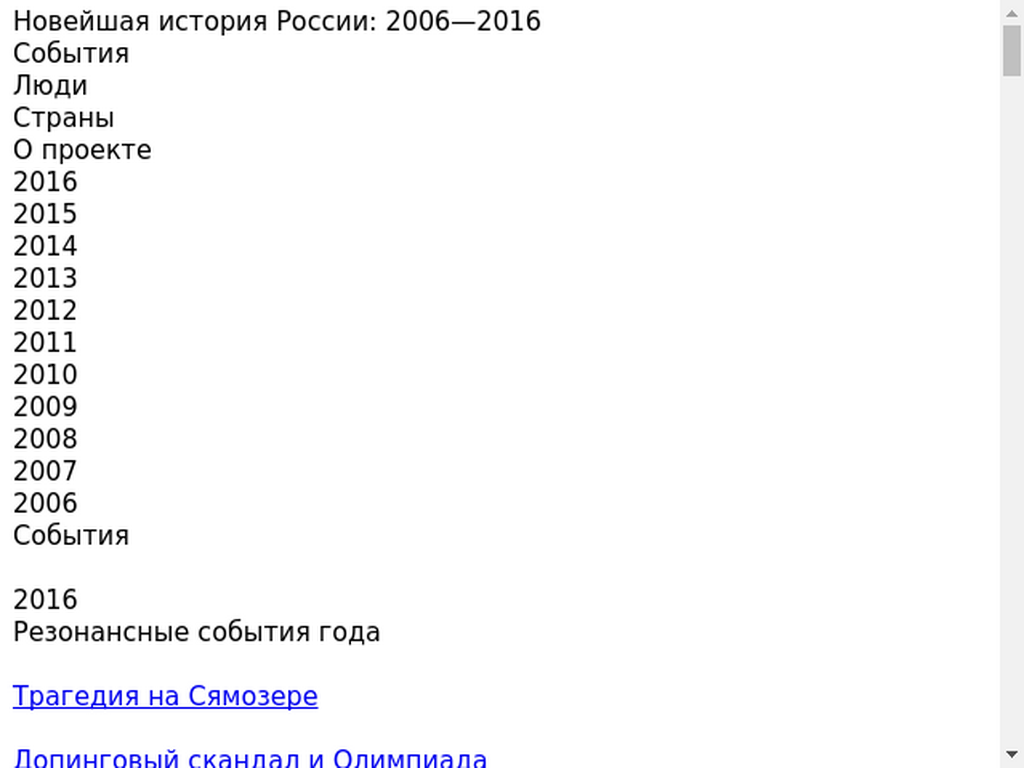 Новейшая история России: 2006—2016
События
Люди
Страны
О проекте
2016
2015
2014
2013
2012
2011
2010
2009
2008
2007
2006
События
2016
Резонансные события года
Трагедия на Сямозере
Допинговый скандал и Олимпиада